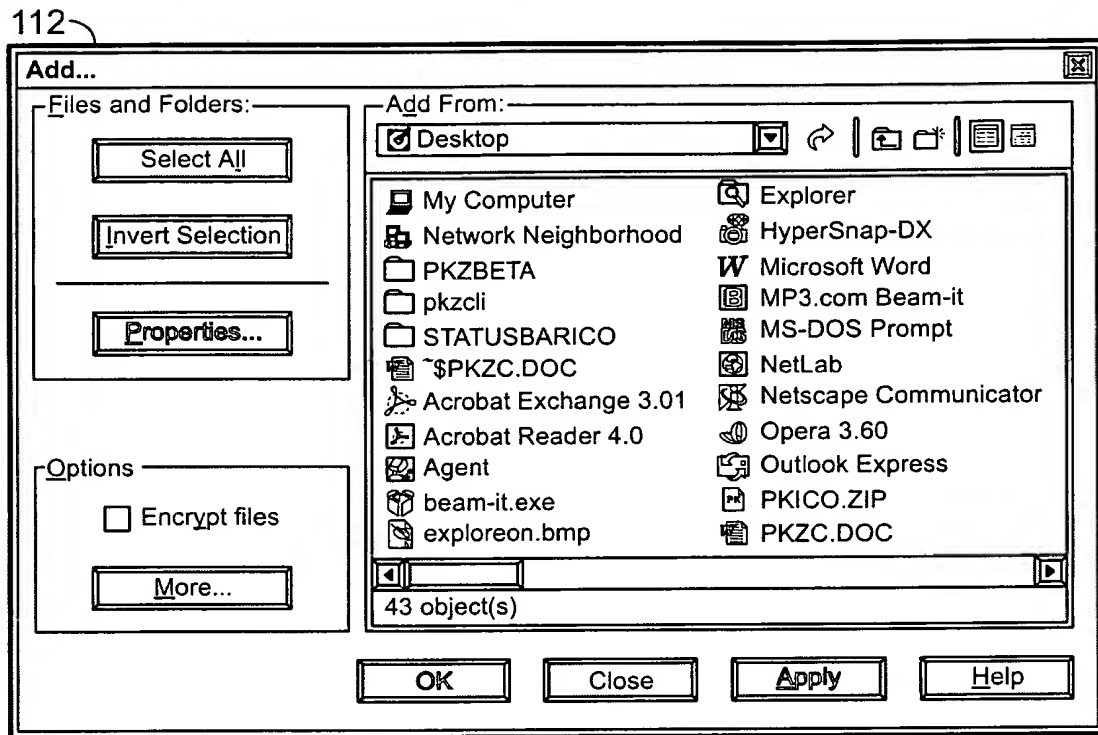 112
Add...
Files and Folders:
Select All
Invert Selection
Properties...
Options
Encrypt files
More...
Add From:
Desktop
My Computer
Network Neighborhood
PKZBETA
pkzcli
STATUSBARICO
~$PKZC.DOC
Acrobat Exchange 3.01
Acrobat Reader 4.0
Agent
beam-it.exe
exploreon.bmp
Explorer
HyperSnap-DX
W Microsoft Word
B MP3.com Beam-it
MS-DOS Prompt
NetLab
Netscape Communicator
Opera 3.60
Outlook Express
PK PKICO.ZIP
PKZC.DOC
43 object(s)
OK
Close
Apply
Help